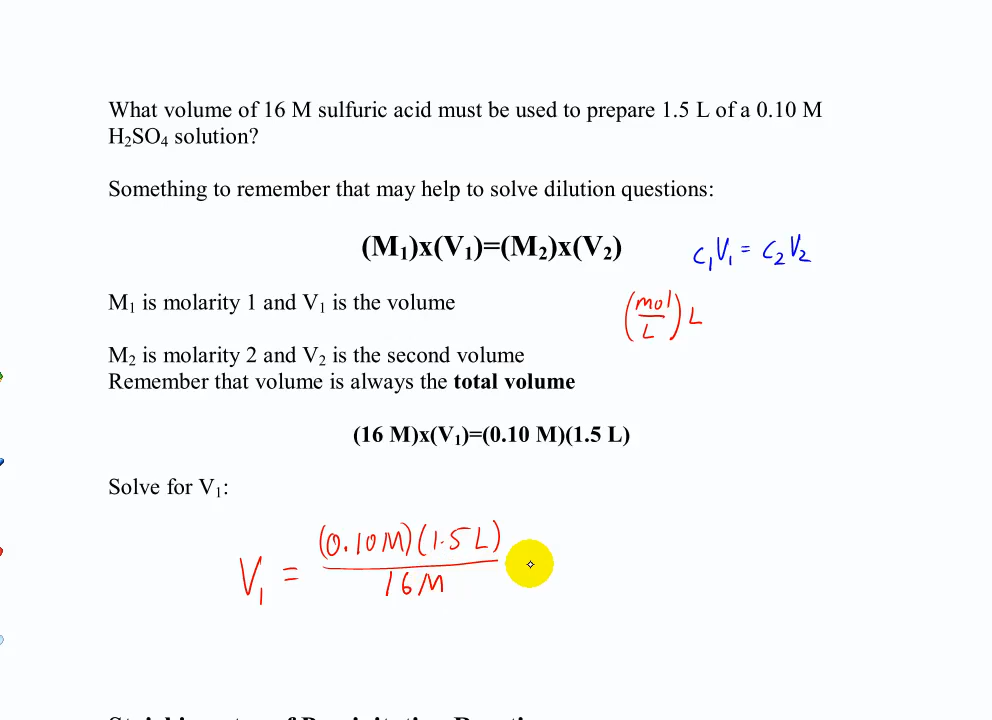 What volume of 16 M sulfuric acid must be used to prepare 1.5 L of a 0.10 M
H₂SO₄ solution?
Something to remember that may help to solve dilution questions:
(M₁)x(V₁)=(M₂)x(V₂)
C₁V₁ = C₂V₂
M₁ is molarity 1 and V₁ is the volume
(mol/L) L
M₂ is molarity 2 and V₂ is the second volume
Remember that volume is always the total volume
(16 M)x(V₁)=(0.10 M)(1.5 L)
Solve for V₁:
V₁ = (0.10M)(1.5L)
16M